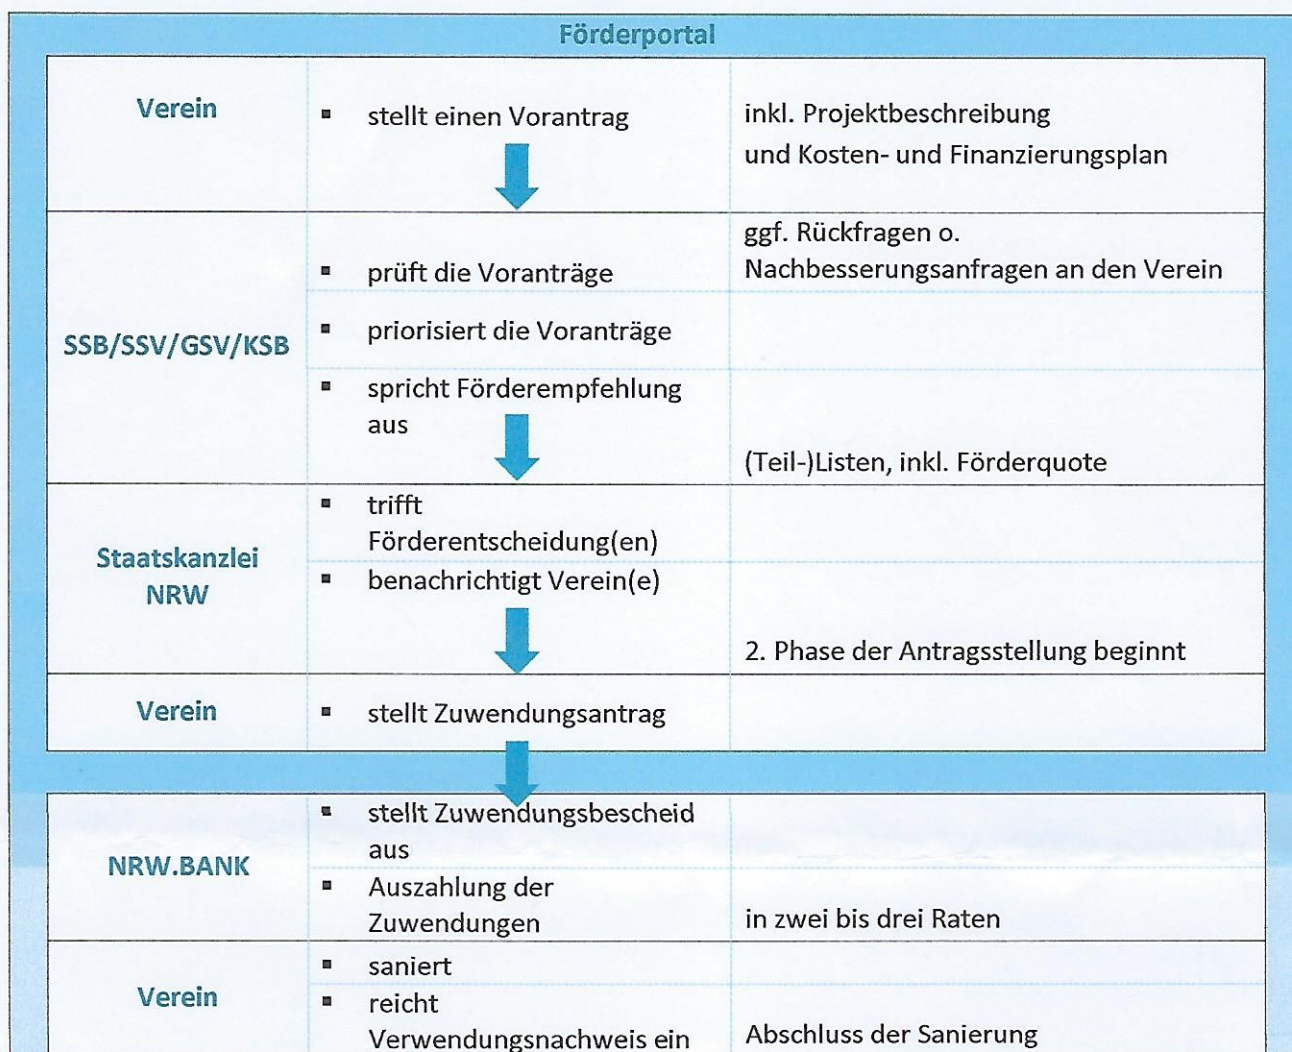 Förderportal
Verein
▪ stellt einen Vorantrag
inkl. Projektbeschreibung
und Kosten- und Finanzierungsplan
SSB/SSV/GSV/KSB
▪ prüft die Voranträge
ggf. Rückfragen o.
Nachbesserungsanfragen an den Verein
▪ priorisiert die Voranträge
▪ spricht Förderempfehlung
aus
(Teil-)Listen, inkl. Förderquote
Staatskanzlei
NRW
▪ trifft
Förderentscheidung(en)
▪ benachrichtigt Verein(e)
2. Phase der Antragsstellung beginnt
Verein
▪ stellt Zuwendungsantrag
NRW.BANK
▪ stellt Zuwendungsbescheid
aus
▪ Auszahlung der
Zuwendungen
in zwei bis drei Raten
Verein
▪ saniert
▪ reicht
Verwendungsnachweis ein
Abschluss der Sanierung